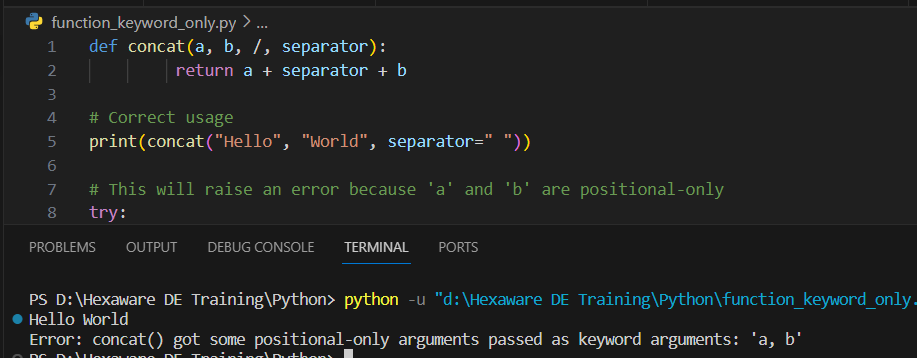 function_keyword_only.py > ...
1 def concat(a, b, /, separator):
2         return a + separator + b
3
4 # Correct usage
5 print(concat("Hello", "World", separator=" "))
6
7 # This will raise an error because 'a' and 'b' are positional-only
8 try:
PROBLEMS OUTPUT DEBUG CONSOLE TERMINAL PORTS
PS D:\Hexaware DE Training\Python> python -u "d:\Hexaware DE Training\Python\function_keyword_only.
Hello World
Error: concat() got some positional-only arguments passed as keyword arguments: 'a, b'
PS D:\Hexaware DE Training\Python>